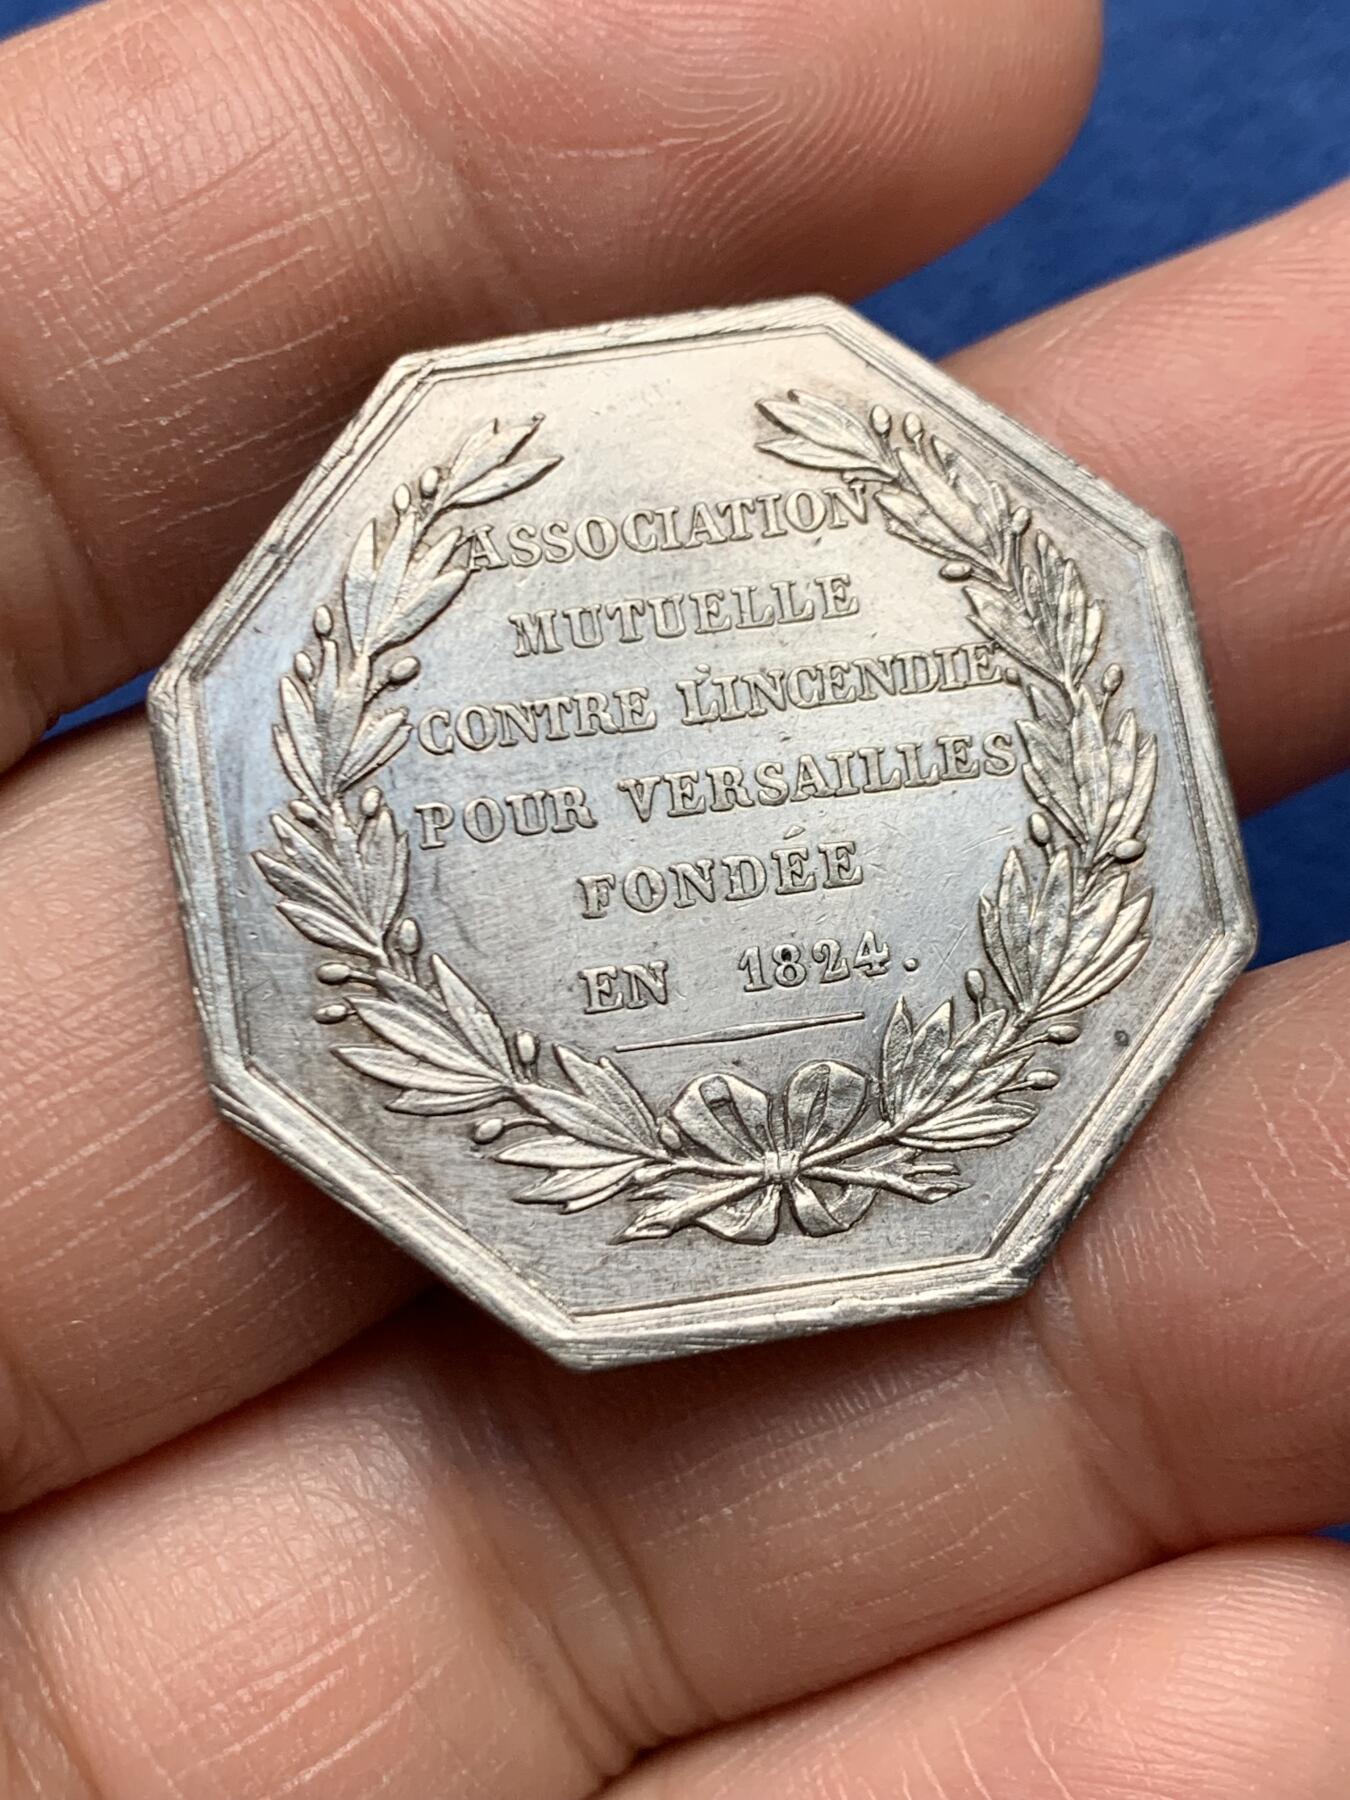 ASSOCIATION
MUTUELLE
CONTRE L'INCENDIE
POUR VERSAILLES
FONDÉE
EN 1824.